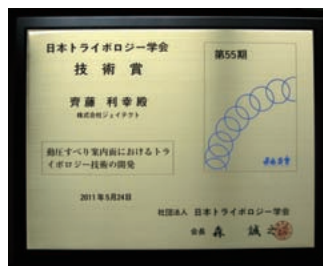 日本トライボロジー学会
技術賞
第55期
齊藤 利幸 殿
株式会社ジェイテクト
動圧すべり案内面におけるトラ
イボロジー技術の開発
2011年5月24日
社団法人 日本トライボロジー学会
会長 森 誠之